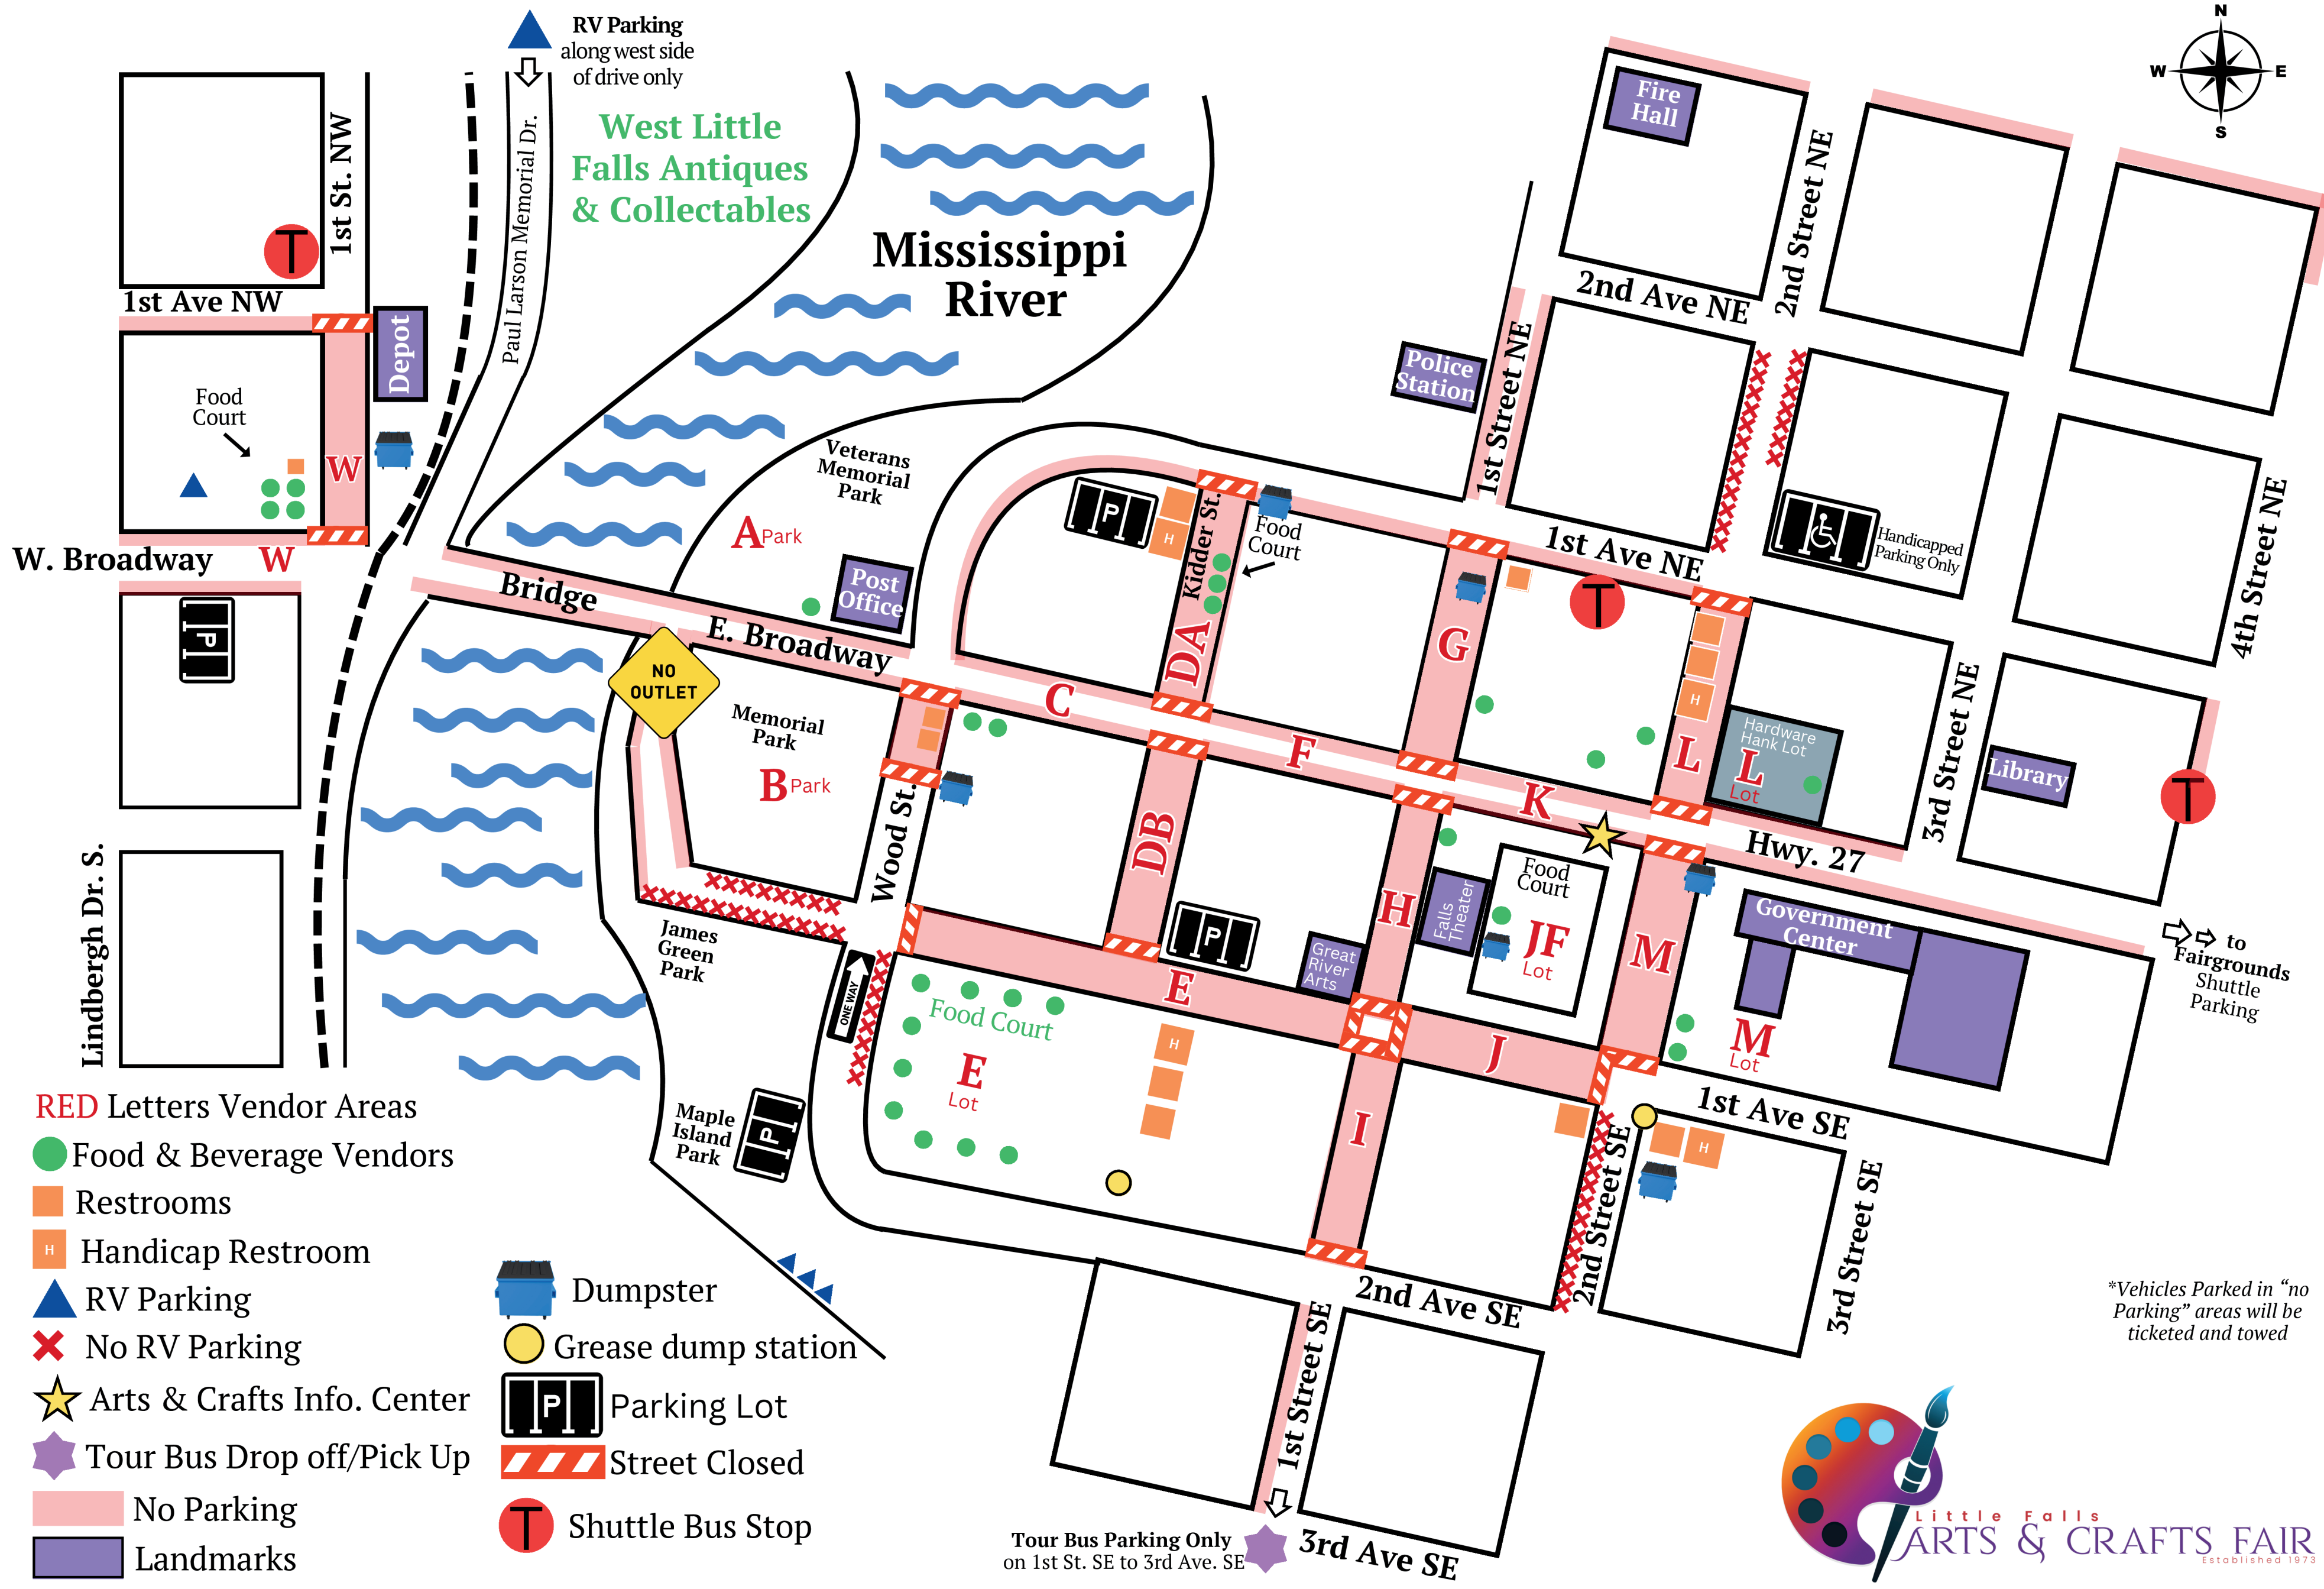 N
W
E
S
RV Parking
along west side
of drive only
West Little
Falls Antiques
& Collectables
Mississippi
River
1st St. NW
T
1st Ave NW
Depot
Paul Larson Memorial Dr.
Food
Court
W
W. Broadway
W
P
Lindbergh Dr. S.
Bridge
E. Broadway
NO
OUTLET
Veterans
Memorial
Park
A Park
Post
Office
Memorial
Park
B Park
Wood St.
James
Green
Park
ONE WAY
Maple
Island
Park
P
P
H
Kidder St.
Food
Court
DA
C
DB
F
G
Fire
Hall
2nd Street NE
2nd Ave NE
Police
Station
1st Street NE
1st Ave NE
T
Handicapped
Parking Only
4th Street NE
3rd Street NE
H
L
Hardware
Hank Lot
L
Lot
Library
T
K
Hwy. 27
Food
Court
Falls
Theater
JF
Lot
H
M
Government
Center
M
Lot
to
Fairgrounds
Shuttle
Parking
P
Great
River
Arts
E
Food Court
E
Lot
H
J
I
1st Ave SE
H
2nd Street SE
3rd Street SE
2nd Ave SE
1st Street SE
3rd Ave SE
Tour Bus Parking Only
on 1st St. SE to 3rd Ave. SE
*Vehicles Parked in “no
Parking” areas will be
ticketed and towed
RED Letters Vendor Areas
Food & Beverage Vendors
Restrooms
H
Handicap Restroom
RV Parking
No RV Parking
Arts & Crafts Info. Center
Tour Bus Drop off/Pick Up
No Parking
Landmarks
Dumpster
Grease dump station
P
Parking Lot
Street Closed
T
Shuttle Bus Stop
Little Falls
ARTS & CRAFTS FAIR
Established 1973